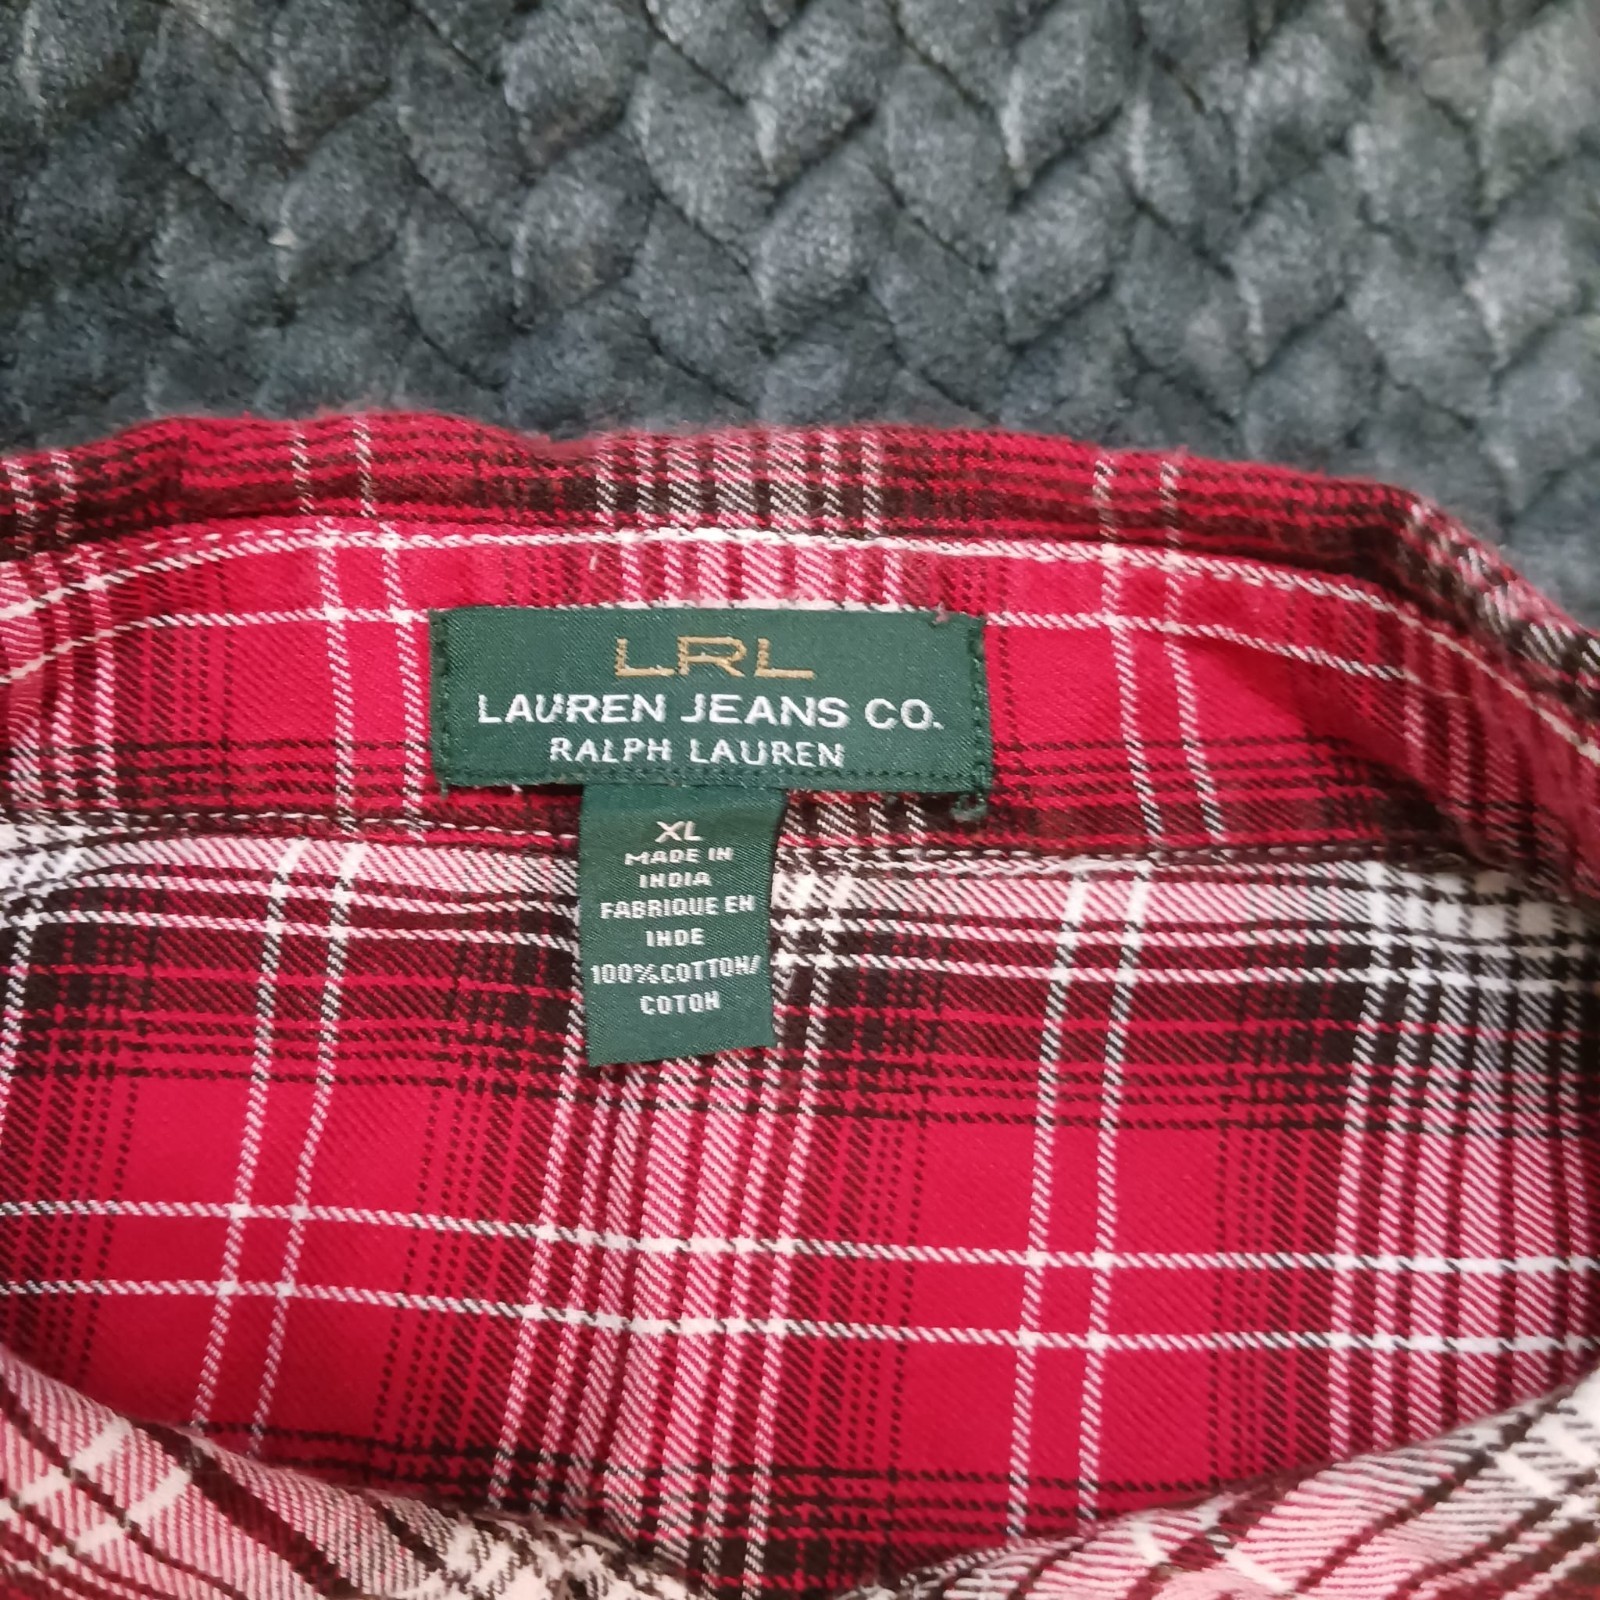 LRL
LAUREN JEANS CO.
RALPH LAUREN
XL
MADE IN
INDIA
FABRIQUE EN
INDE
100%COTTON/
COTON